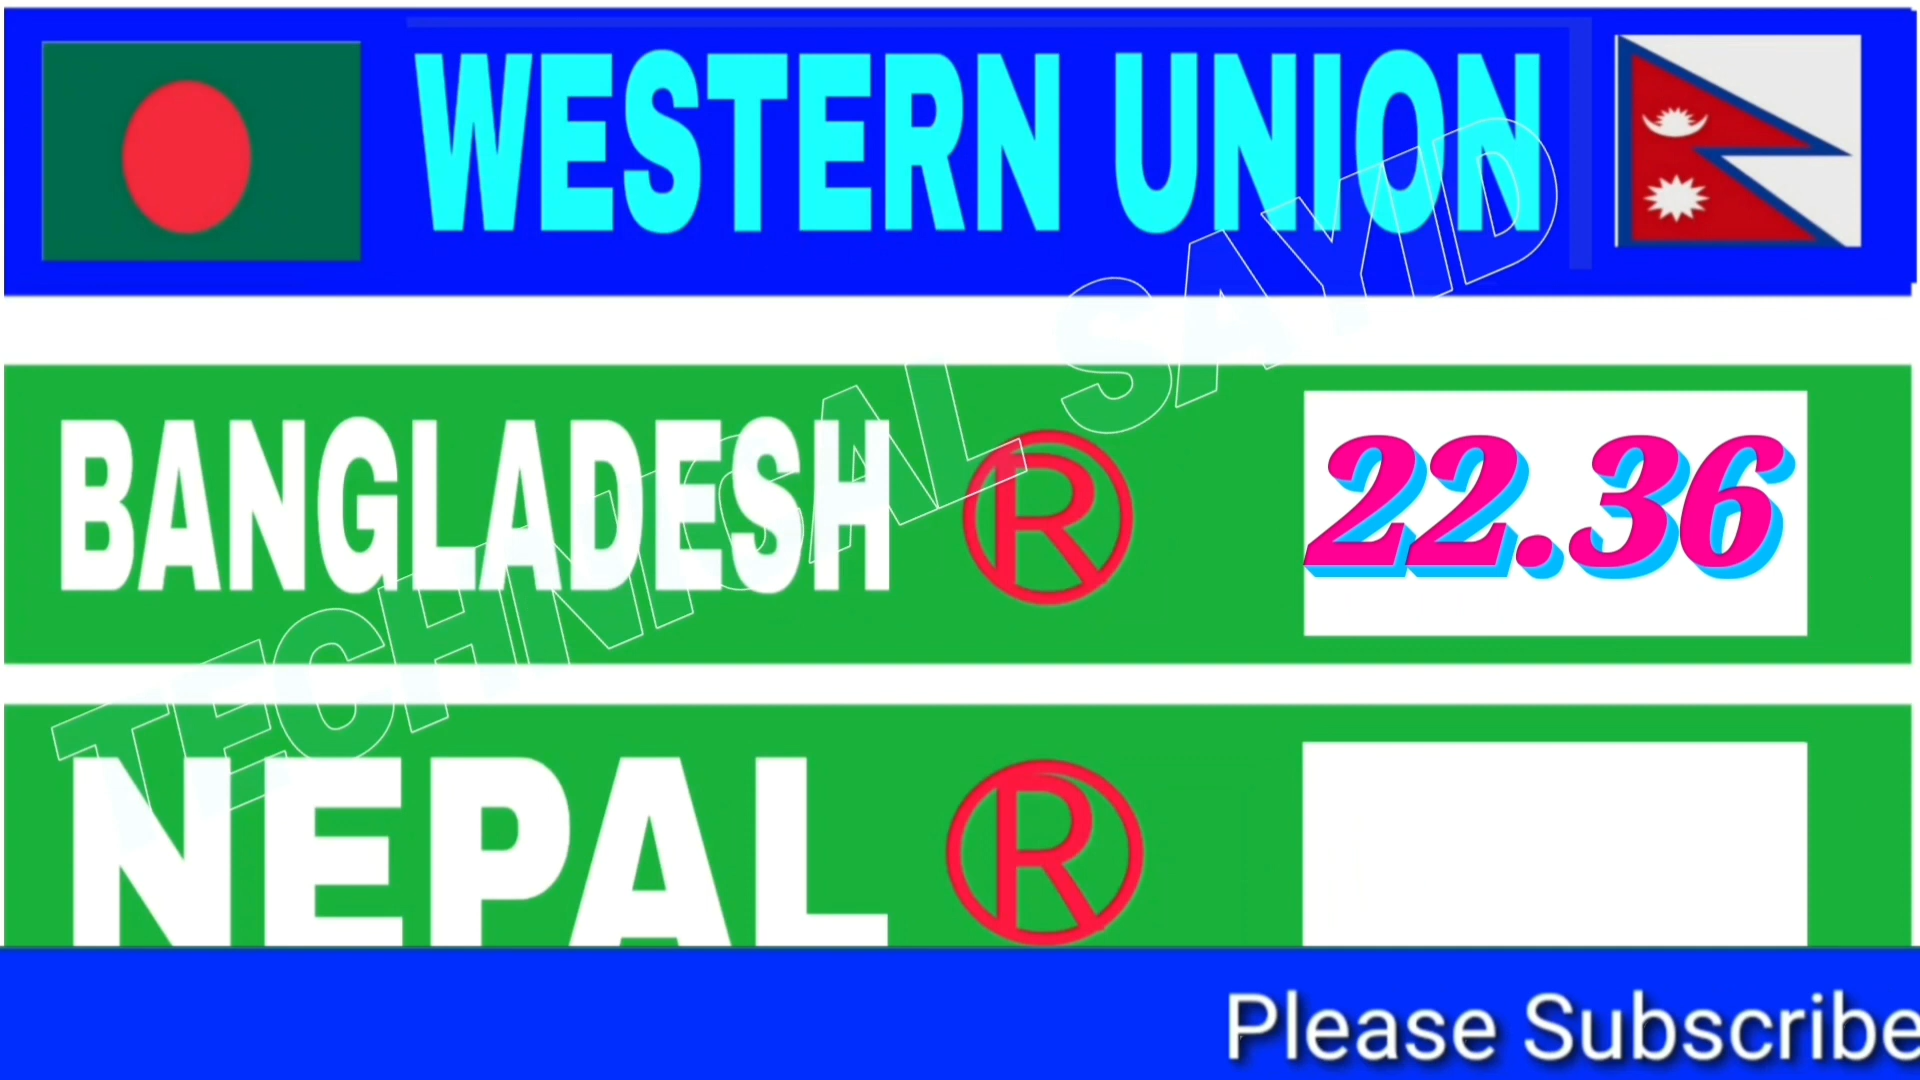 WESTERN UNION
BANGLADESH ® 22.36
NEPAL ®
TECHNICAL SAYID
Please Subscribe